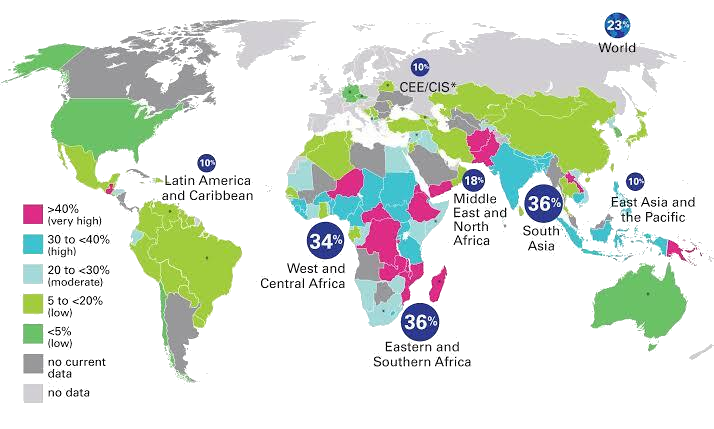 23%
World
10%
CEE/CIS*
10%
Latin America
and Caribbean
18%
Middle
East and
North
Africa
36%
South
Asia
10%
East Asia and
the Pacific
34%
West and
Central Africa
36%
Eastern and
Southern Africa
>40%
(very high)
30 to <40%
(high)
20 to <30%
(moderate)
5 to <20%
(low)
<5%
(low)
no current
data
no data